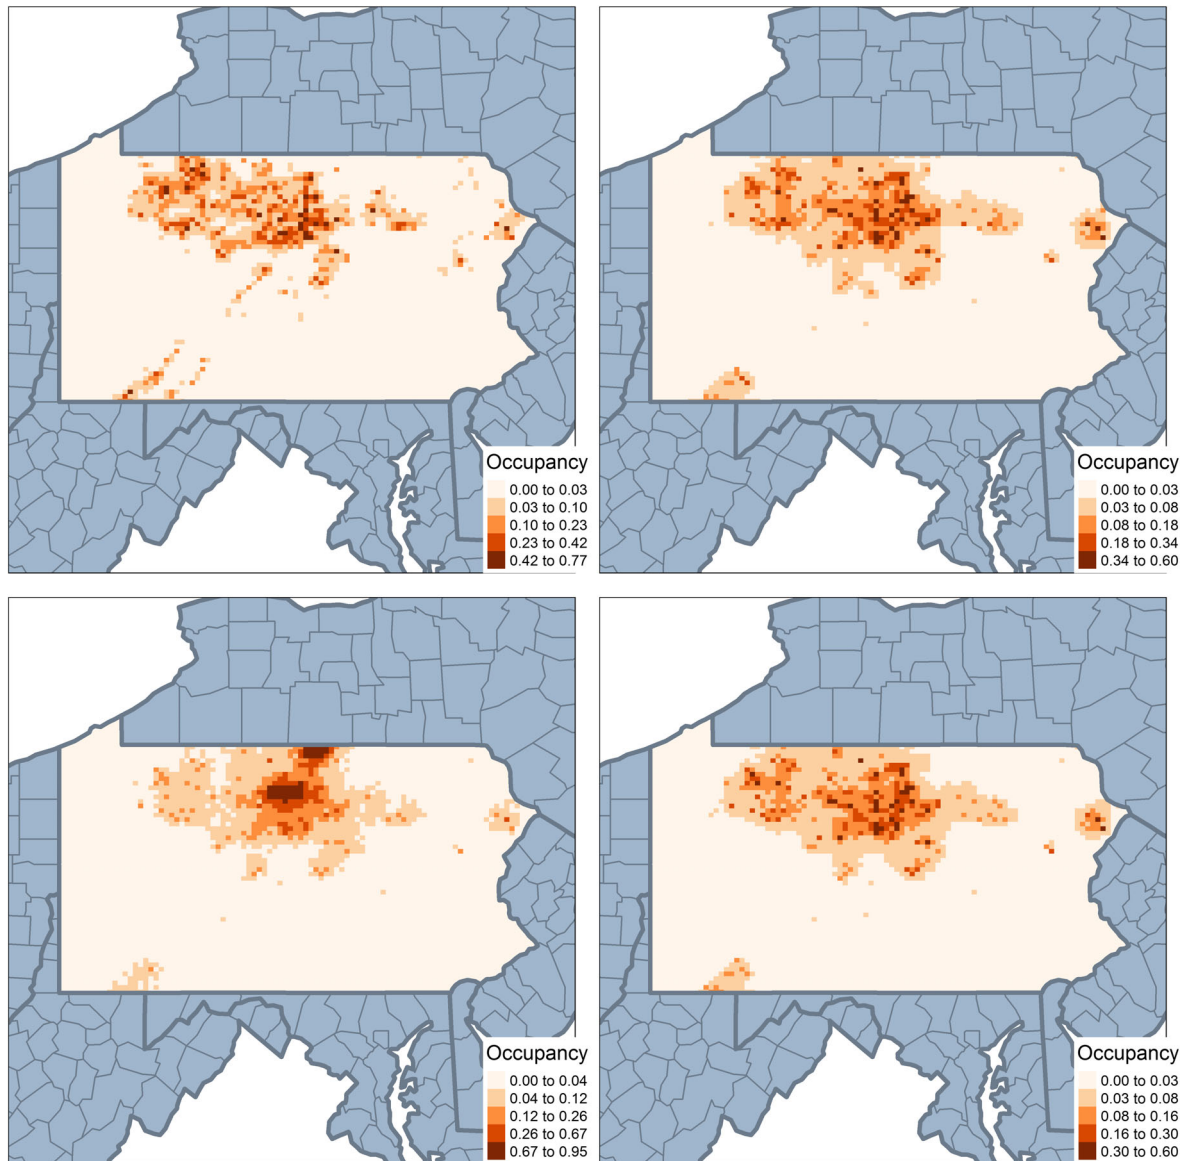 Occupancy
0.00 to 0.03
0.03 to 0.10
0.10 to 0.23
0.23 to 0.42
0.42 to 0.77
Occupancy
0.00 to 0.03
0.03 to 0.08
0.08 to 0.18
0.18 to 0.34
0.34 to 0.60
Occupancy
0.00 to 0.04
0.04 to 0.12
0.12 to 0.26
0.26 to 0.67
0.67 to 0.95
Occupancy
0.00 to 0.03
0.03 to 0.08
0.08 to 0.16
0.16 to 0.30
0.30 to 0.60